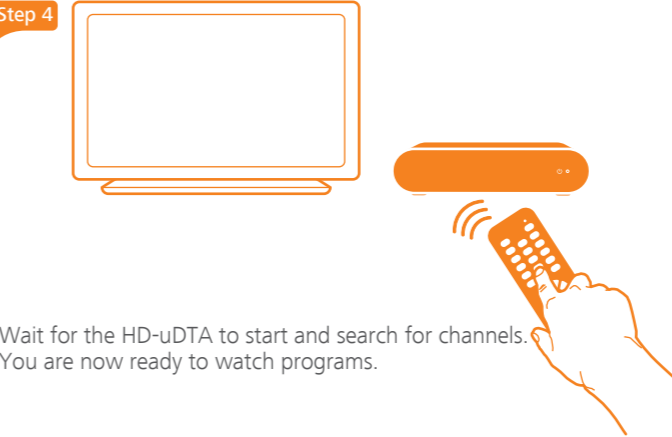 Step 4
Wait for the HD-uDTA to start and search for channels.
You are now ready to watch programs.